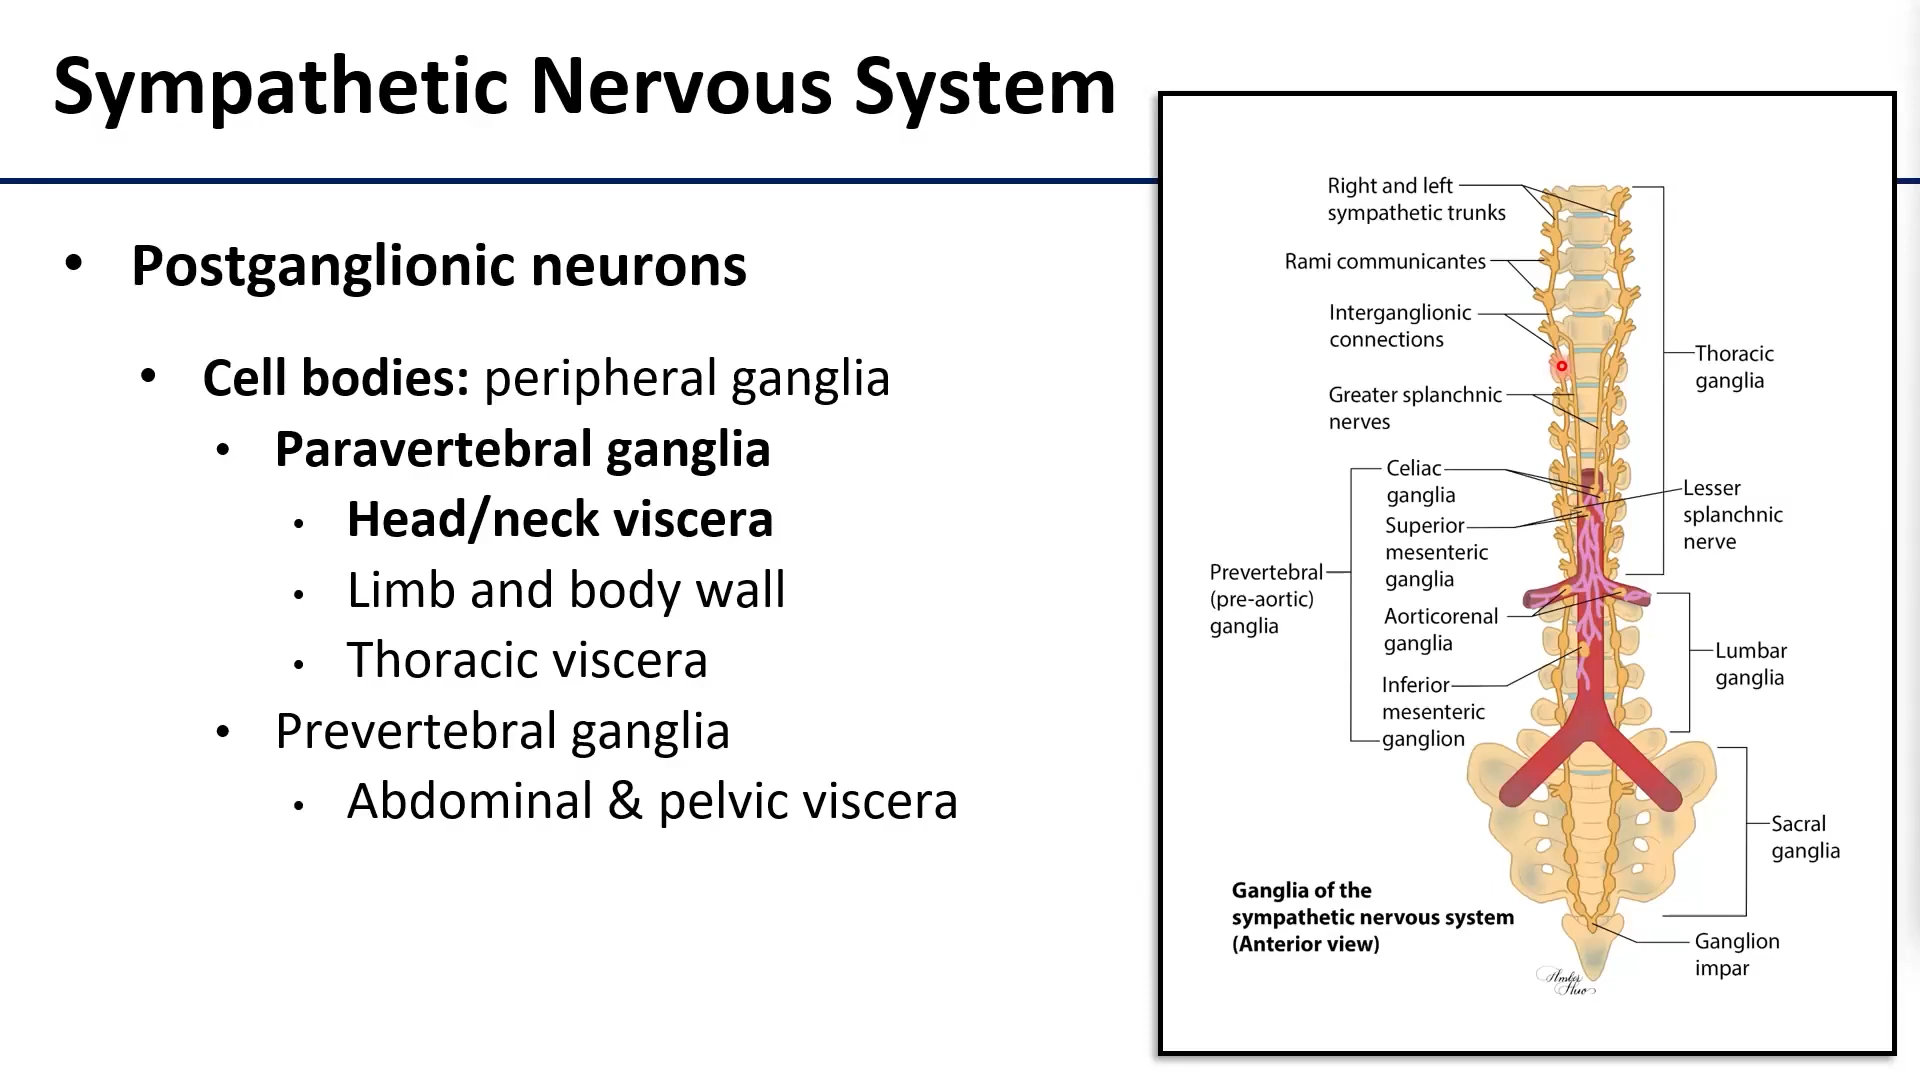 Sympathetic Nervous System
• Postganglionic neurons
• Cell bodies: peripheral ganglia
• Paravertebral ganglia
• Head/neck viscera
• Limb and body wall
• Thoracic viscera
• Prevertebral ganglia
• Abdominal & pelvic viscera
Right and left
sympathetic trunks
Rami communicantes
Interganglionic
connections
Greater splanchnic
nerves
Celiac
ganglia
Superior
mesenteric
ganglia
Prevertebral
(pre-aortic)
ganglia
Aorticorenal
ganglia
Inferior
mesenteric
ganglion
Thoracic
ganglia
Lesser
splanchnic
nerve
Lumbar
ganglia
Sacral
ganglia
Ganglion
impar
Ganglia of the
sympathetic nervous system
(Anterior view)
Amber
Huo